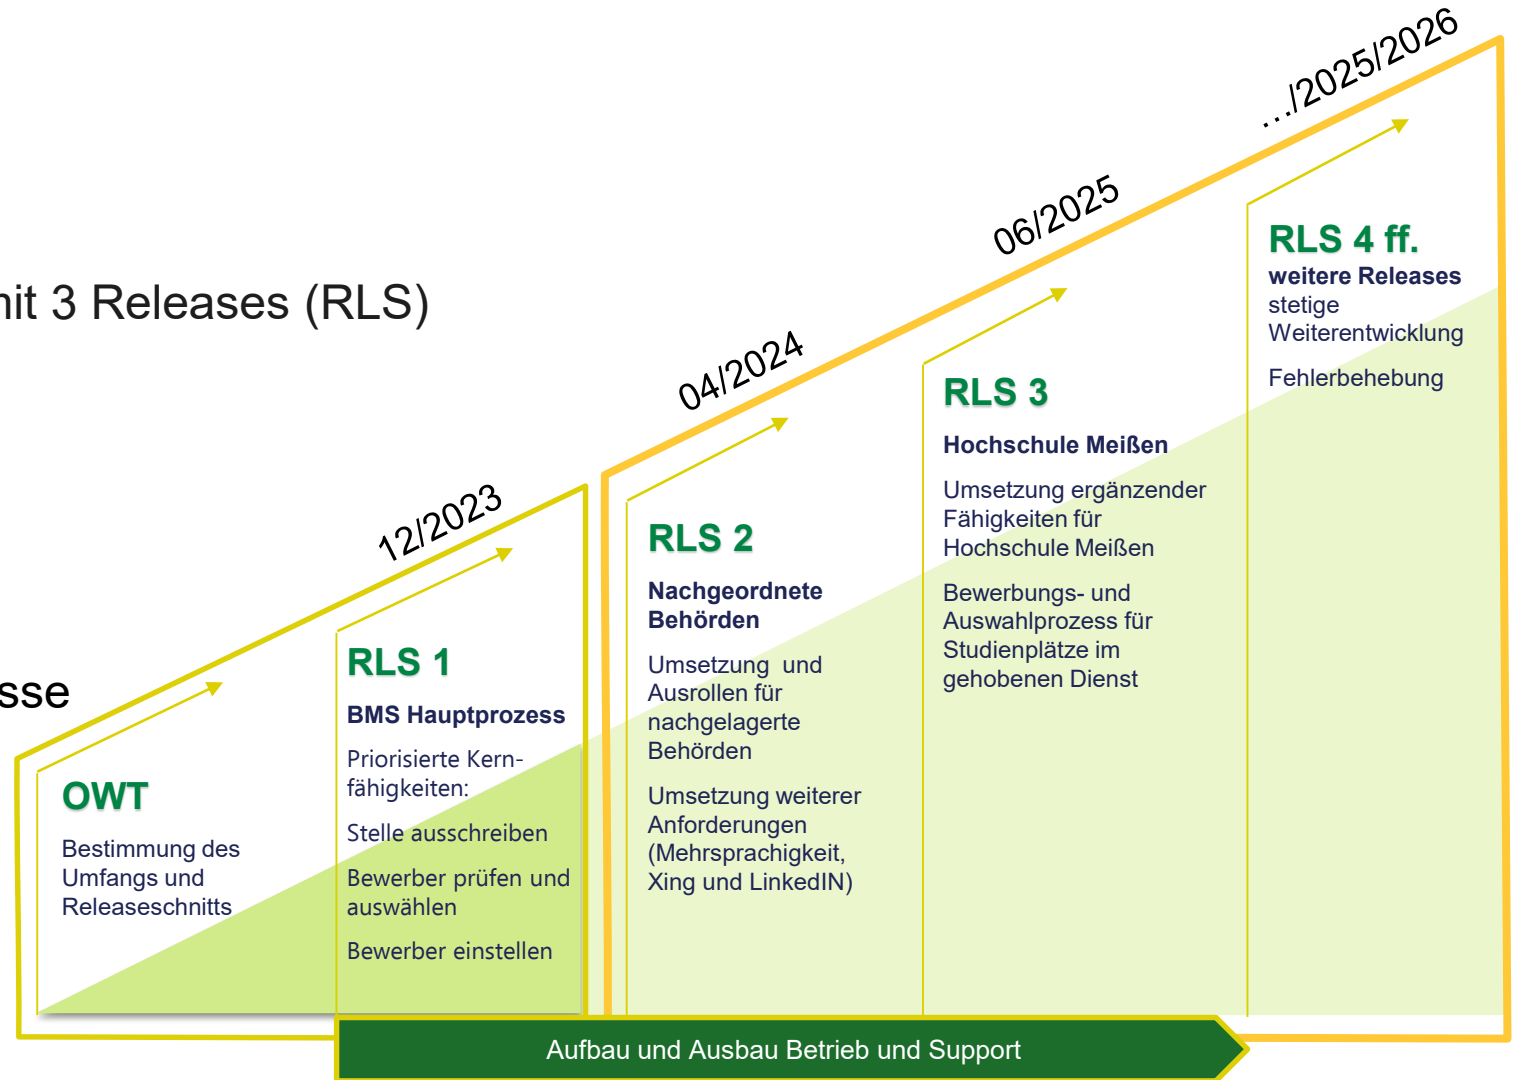 nit 3 Releases (RLS)
sse
12/2023
04/2024
06/2025
…/2025/2026
OWT
Bestimmung des
Umfangs und
Releaseschnitts
RLS 1
BMS Hauptprozess
Priorisierte Kern-
fähigkeiten:
Stelle ausschreiben
Bewerber prüfen und
auswählen
Bewerber einstellen
RLS 2
Nachgeordnete
Behörden
Umsetzung und
Ausrollen für
nachgelagerte
Behörden
Umsetzung weiterer
Anforderungen
(Mehrsprachigkeit,
Xing und LinkedIN)
RLS 3
Hochschule Meißen
Umsetzung ergänzender
Fähigkeiten für
Hochschule Meißen
Bewerbungs- und
Auswahlprozess für
Studienplätze im
gehobenen Dienst
RLS 4 ff.
weitere Releases
stetige
Weiterentwicklung
Fehlerbehebung
Aufbau und Ausbau Betrieb und Support